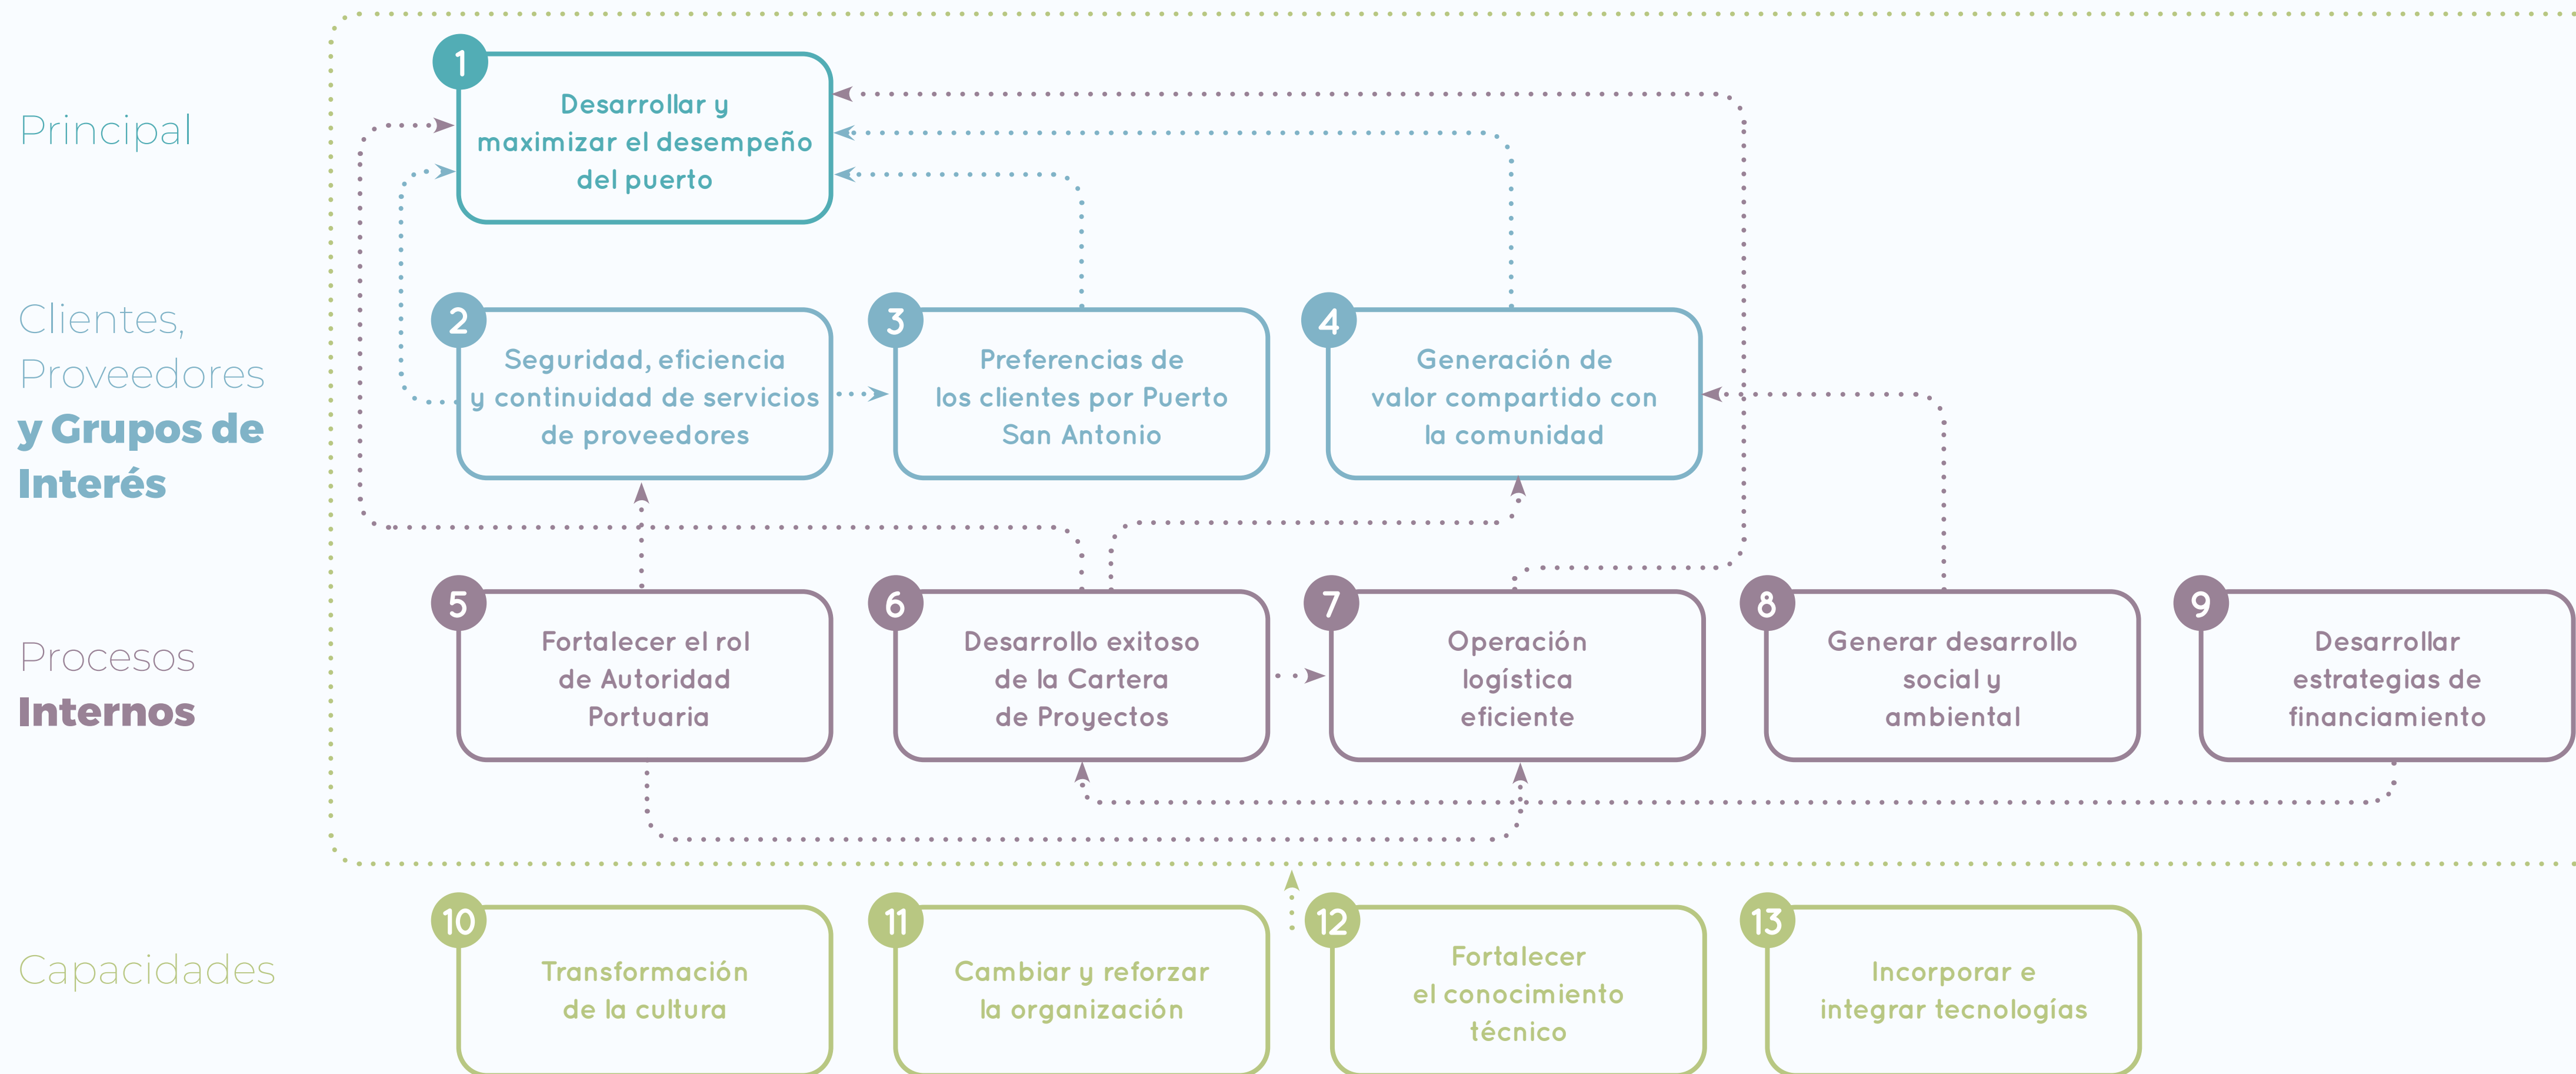 Principal
1
Desarrollar y
maximizar el desempeño
del puerto
Clientes,
Proveedores
y Grupos de
Interés
2
Seguridad, eficiencia
y continuidad de servicios
de proveedores
3
Preferencias de
los clientes por Puerto
San Antonio
4
Generación de
valor compartido con
la comunidad
Procesos
Internos
5
Fortalecer el rol
de Autoridad
Portuaria
6
Desarrollo exitoso
de la Cartera
de Proyectos
7
Operación
logística
eficiente
8
Generar desarrollo
social y
ambiental
9
Desarrollar
estrategias de
financiamiento
Capacidades
10
Transformación
de la cultura
11
Cambiar y reforzar
la organización
12
Fortalecer
el conocimiento
técnico
13
Incorporar e
integrar tecnologías